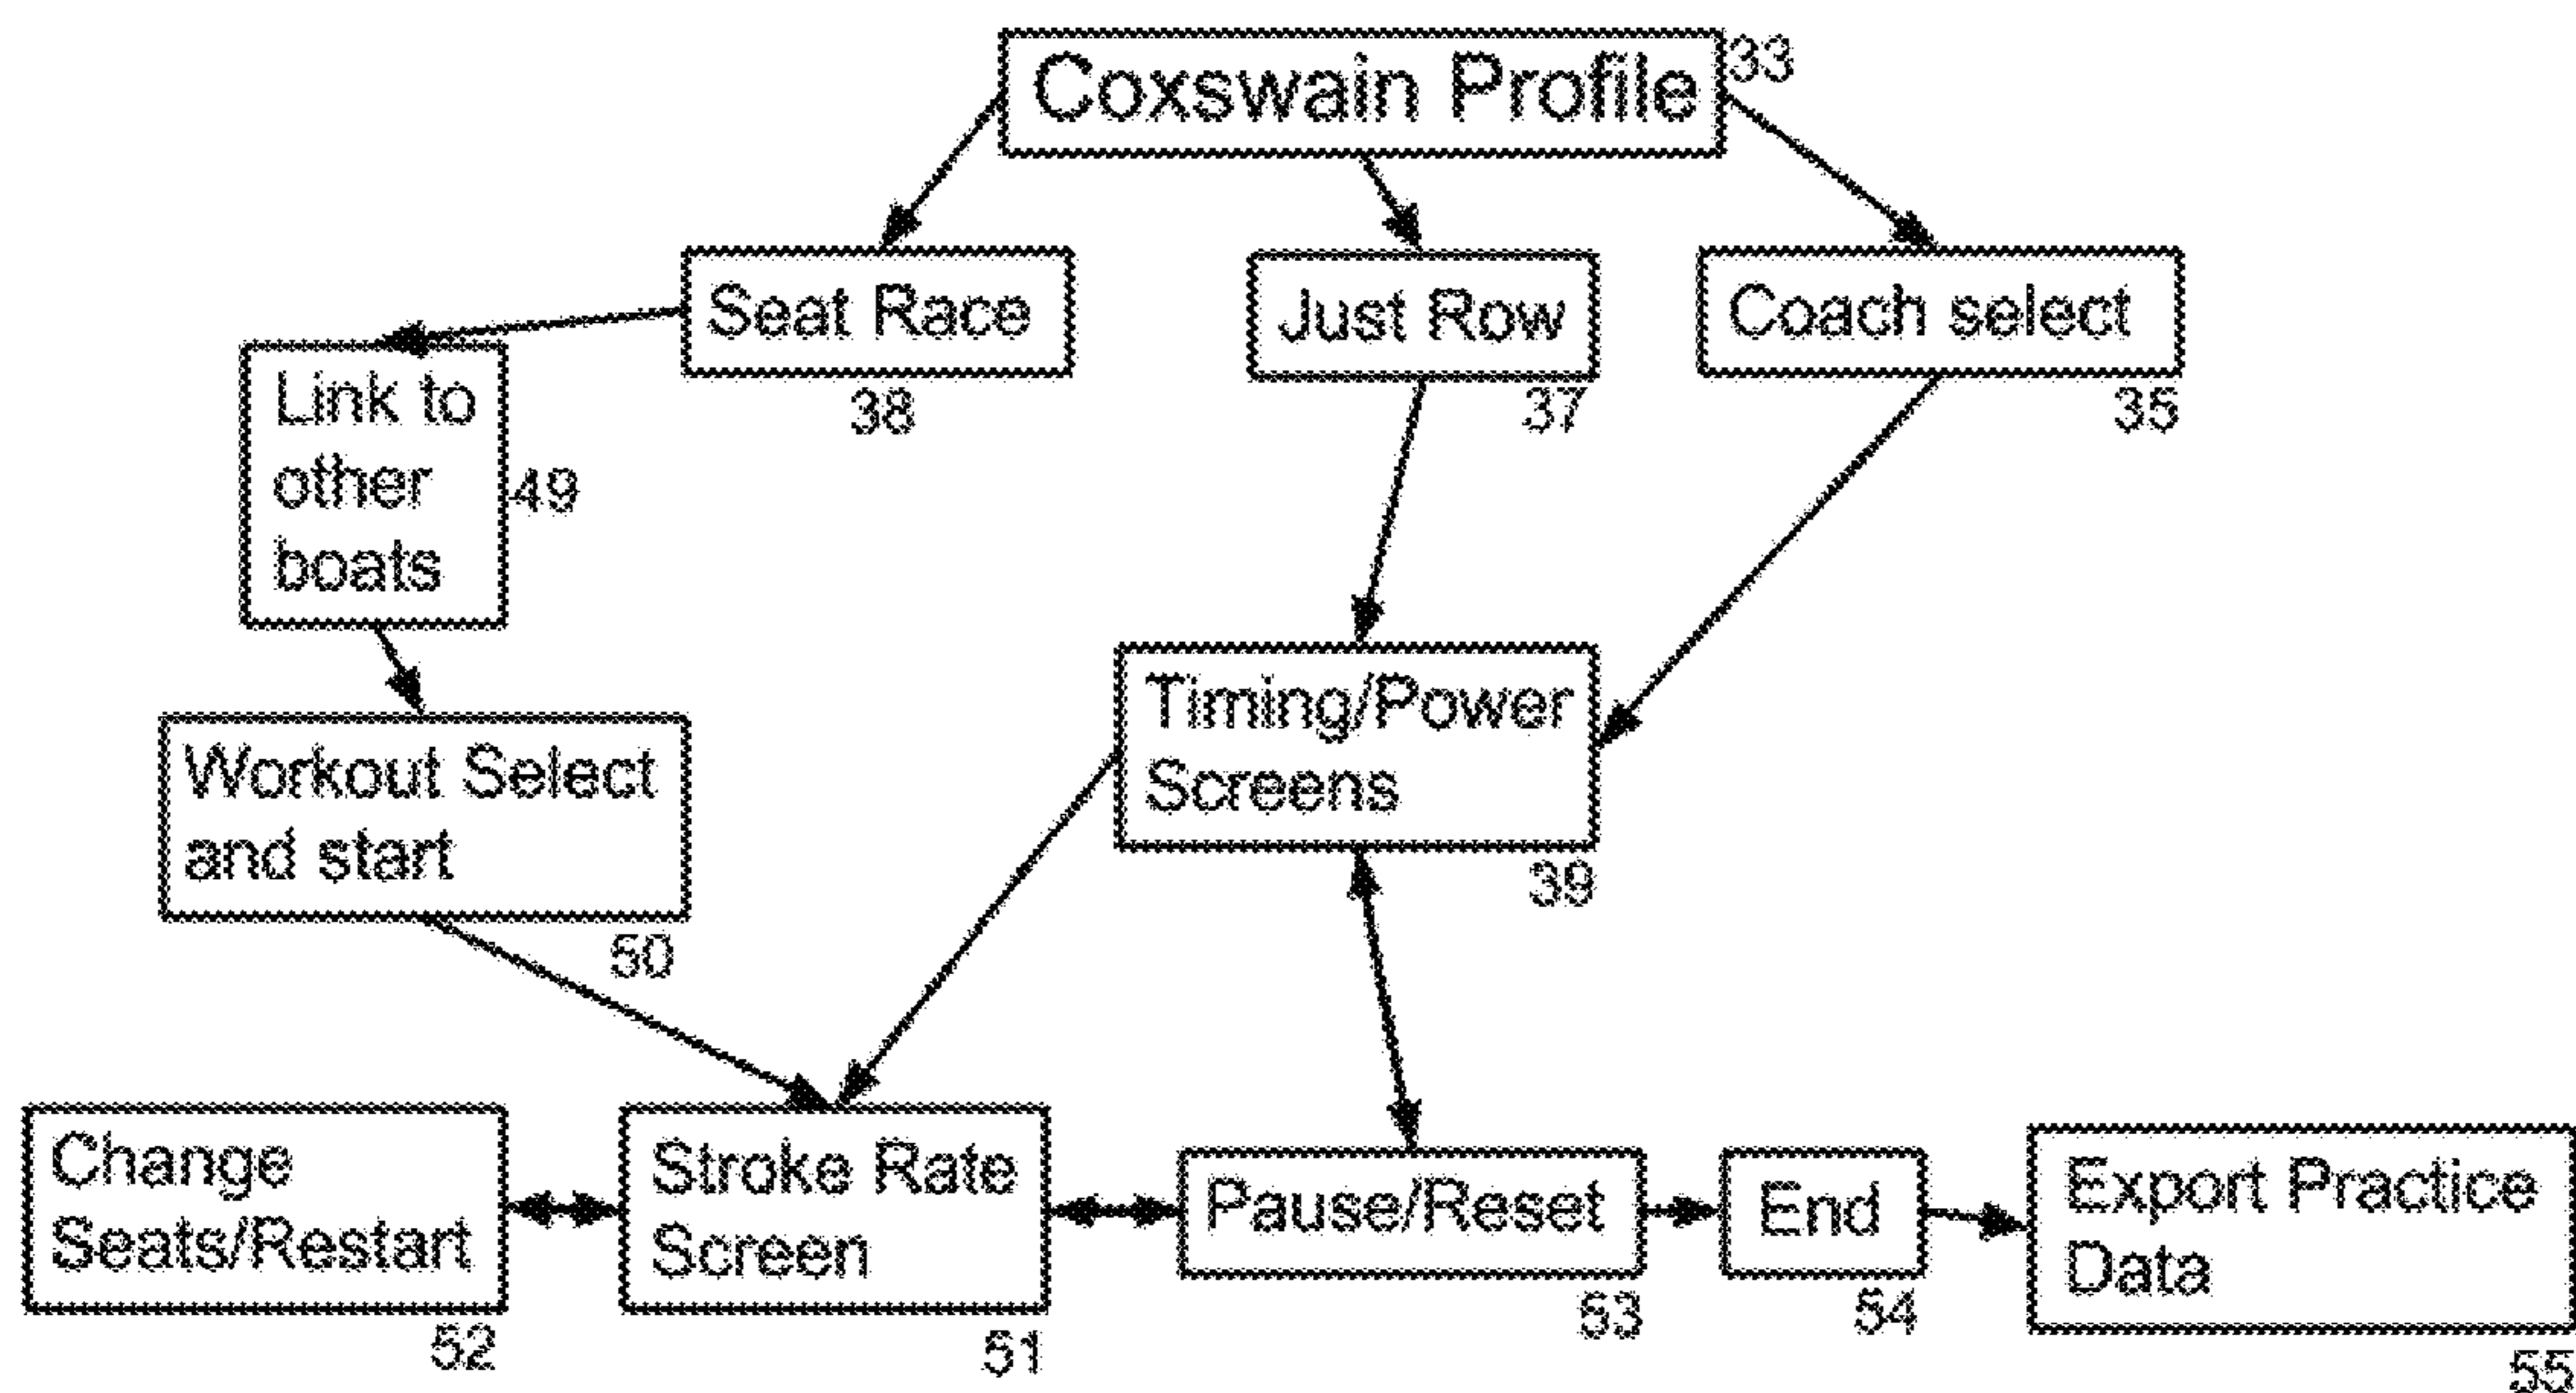 Coxswain Profile
33
Seat Race
38
Just Row
37
Coach select
35
Link to
other
boats
49
Workout Select
and start
50
Timing/Power
Screens
39
Change
Seats/Restart
52
Stroke Rate
Screen
51
Pause/Reset
53
End
54
Export Practice
Data
55